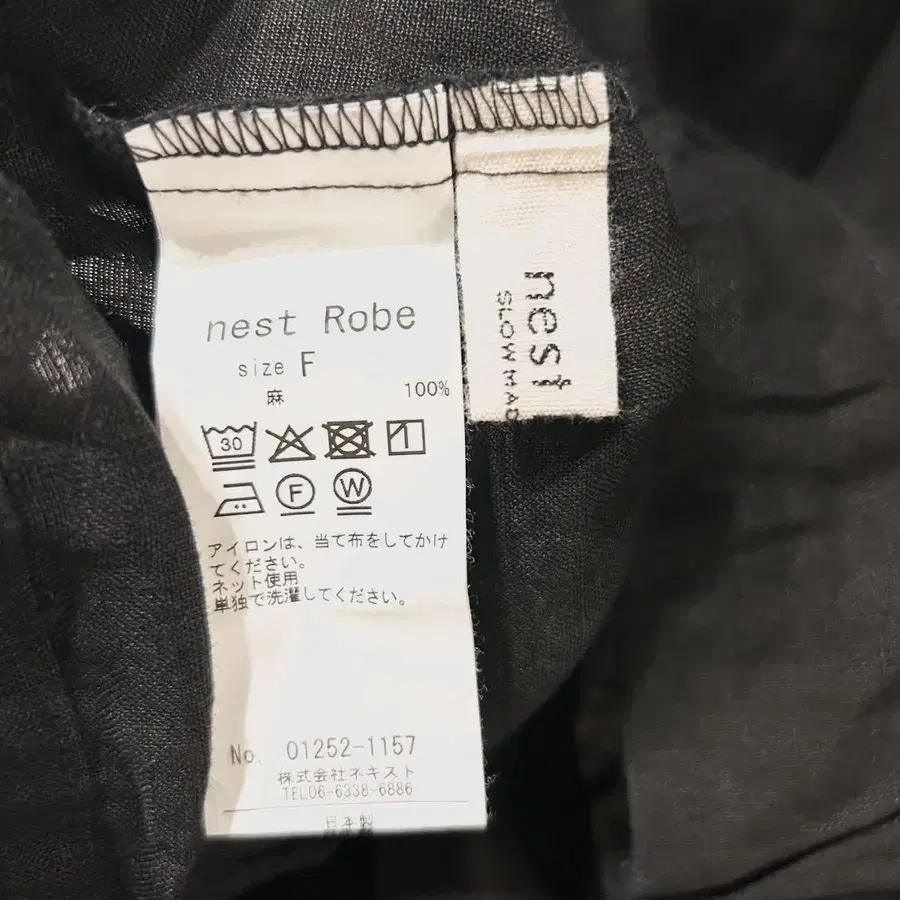 nest Robe
size F
麻 100%
30
F W
アイロンは、当て布をしてかけ
てください。
ネット使用
単独で洗濯してください。
No. 01252-1157
株式会社ネキスト
TEL06-6338-6886
日本製
nest
SLOW MAD